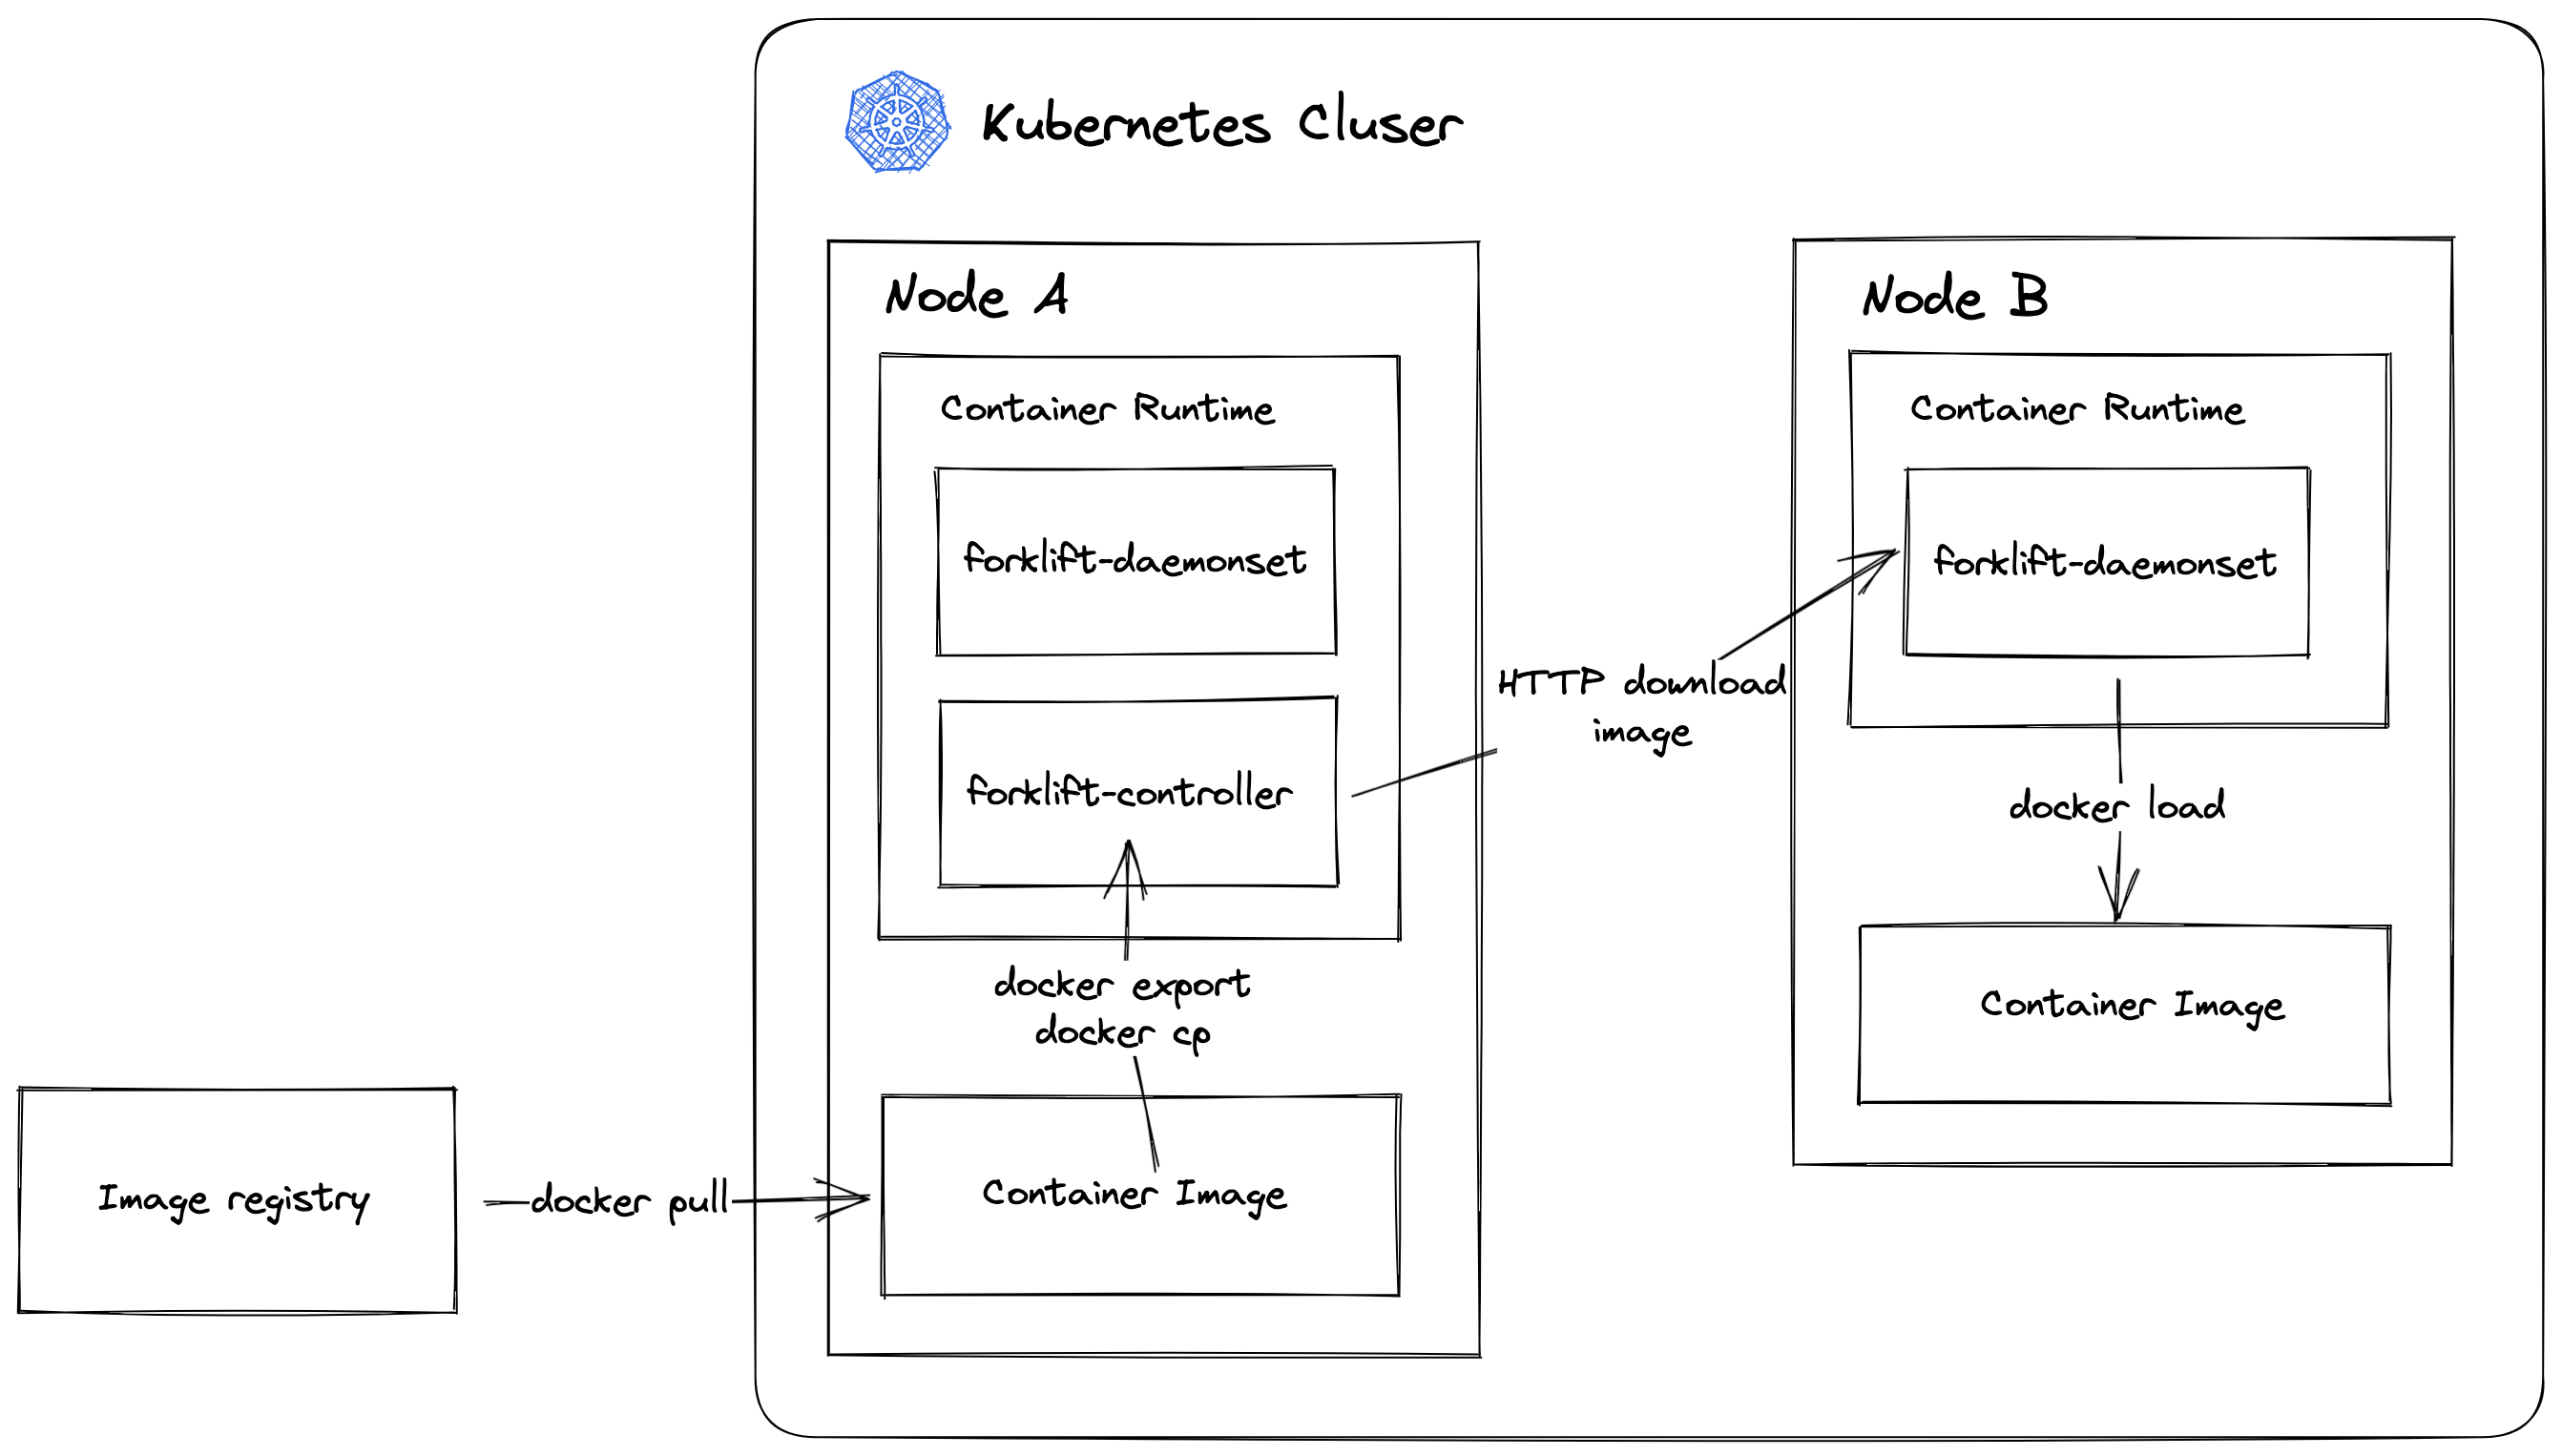 Kubernetes Cluser
Node A
Container Runtime
forklift-daemonset
forklift-controller
docker export
docker cp
Container Image
Image registry
docker pull
HTTP download
image
Node B
Container Runtime
forklift-daemonset
docker load
Container Image